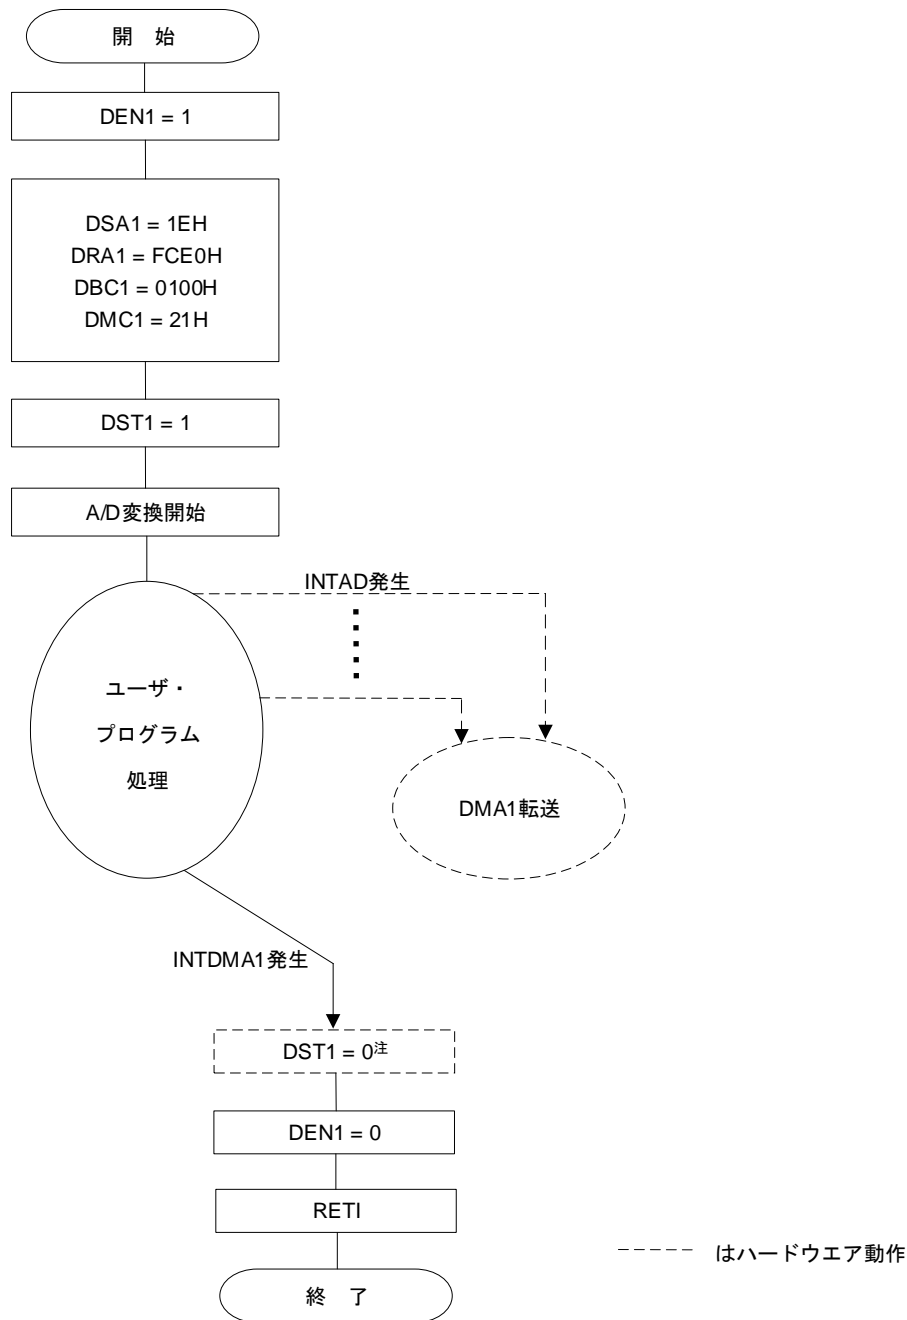 開 始
DEN1 = 1
DSA1 = 1EH
DRA1 = FCE0H
DBC1 = 0100H
DMC1 = 21H
DST1 = 1
A/D変換開始
INTAD発生
ユーザ・
プログラム
処理
DMA1転送
INTDMA1発生
DST1 = 0注
DEN1 = 0
RETI
はハードウエア動作
終 了